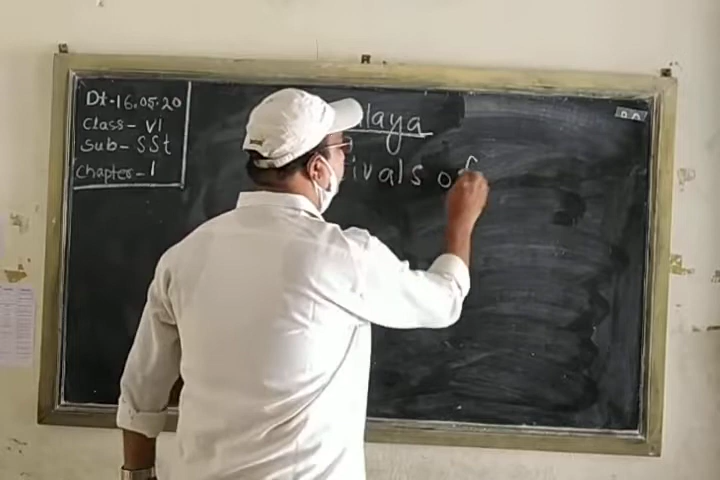 Dt-16.05.20
Class- VI
Sub- SSt
Chapter- 1
laya
ivals of